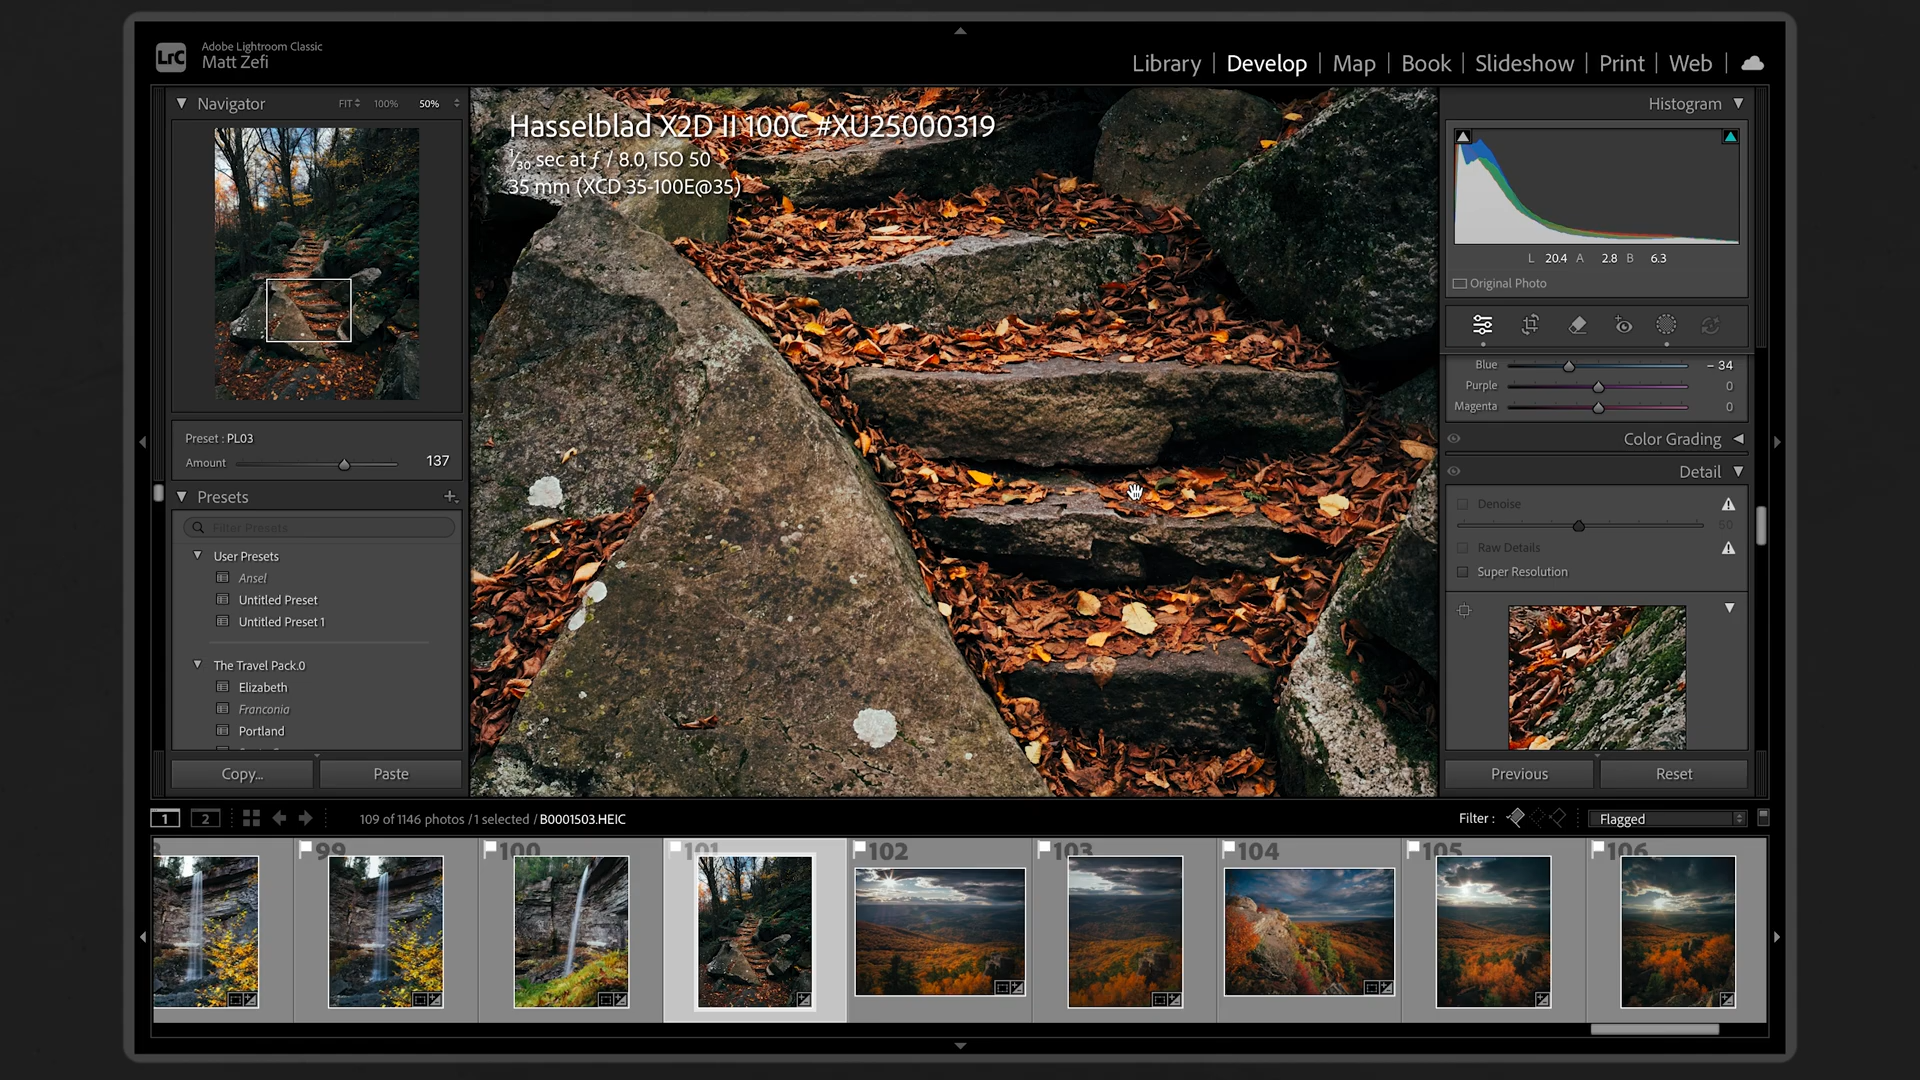 Adobe Lightroom Classic
LrC
Matt Zefi
Library | Develop | Map | Book | Slideshow | Print | Web
Navigator
FIT 100% 50%
Hasselblad X2D II 100C #XU25000319
1/30 sec at ƒ / 8.0, ISO 50
35 mm (XCD 35-100E@35)
Preset : PL03
Amount 137
Presets
Filter Presets
User Presets
Ansel
Untitled Preset
Untitled Preset 1
The Travel Pack.0
Elizabeth
Franconia
Portland
Copy...
Paste
Histogram
L 20.4 A 2.8 B 6.3
Original Photo
Blue - 34
Purple 0
Magenta 0
Color Grading
Detail
Denoise
50
Raw Details
Super Resolution
Previous
Reset
1 2
109 of 1146 photos / 1 selected / B0001503.HEIC
Filter :
Flagged
99
100
101
102
103
104
105
106